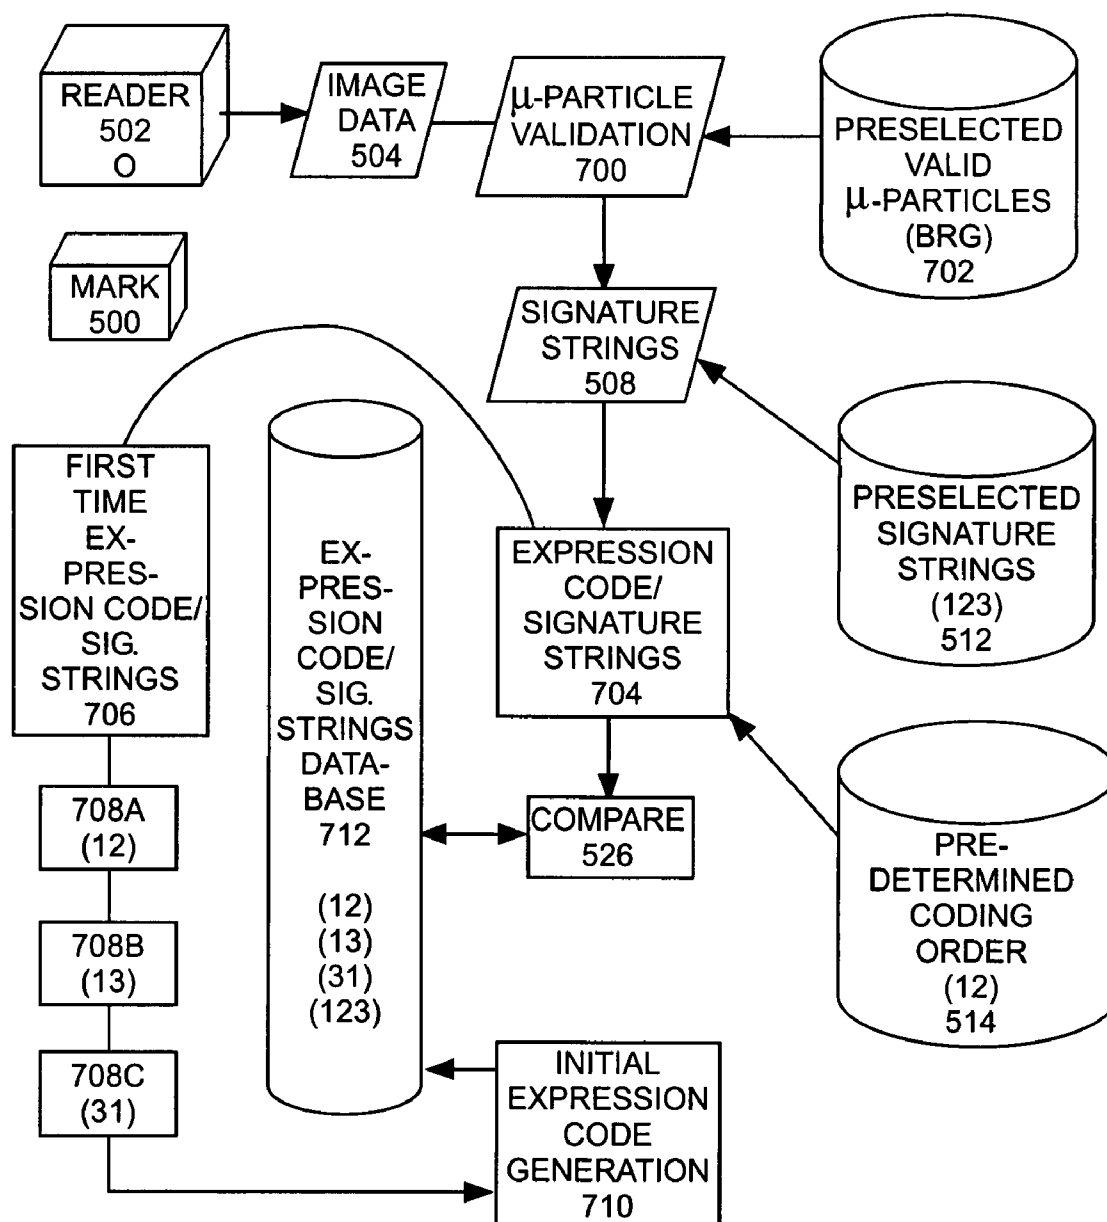 READER
502
O
IMAGE
DATA
504
μ-PARTICLE
VALIDATION
700
PRESELECTED
VALID
μ-PARTICLES
(BRG)
702
MARK
500
SIGNATURE
STRINGS
508
PRESELECTED
SIGNATURE
STRINGS
(123)
512
FIRST
TIME
EX-
PRES-
SION CODE/
SIG.
STRINGS
706
EX-
PRES-
SION
CODE/
SIG.
STRINGS
DATA-
BASE
712
(12)
(13)
(31)
(123)
EXPRESSION
CODE/
SIGNATURE
STRINGS
704
COMPARE
526
PRE-
DETERMINED
CODING
ORDER
(12)
514
708A
(12)
708B
(13)
708C
(31)
INITIAL
EXPRESSION
CODE
GENERATION
710